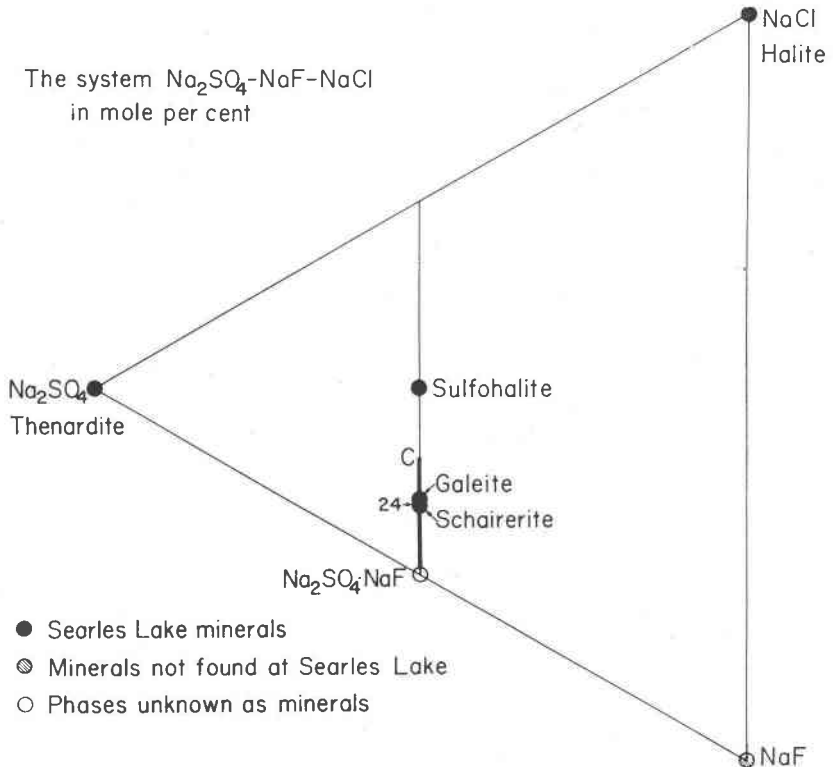 NaCl
Halite
The system Na₂SO₄-NaF-NaCl
in mole per cent
Na₂SO₄
Thenardite
Sulfohalite
C
Galeite
24
Schairerite
Na₂SO₄·NaF
Searles Lake minerals
Minerals not found at Searles Lake
Phases unknown as minerals
NaF